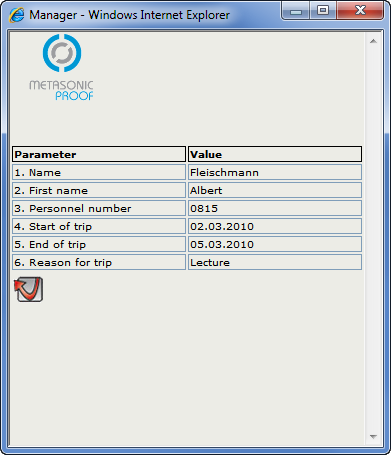 Manager - Windows Internet Explorer
METASONIC
PROOF
Parameter Value
1. Name Fleischmann
2. First name Albert
3. Personnel number 0815
4. Start of trip 02.03.2010
5. End of trip 05.03.2010
6. Reason for trip Lecture